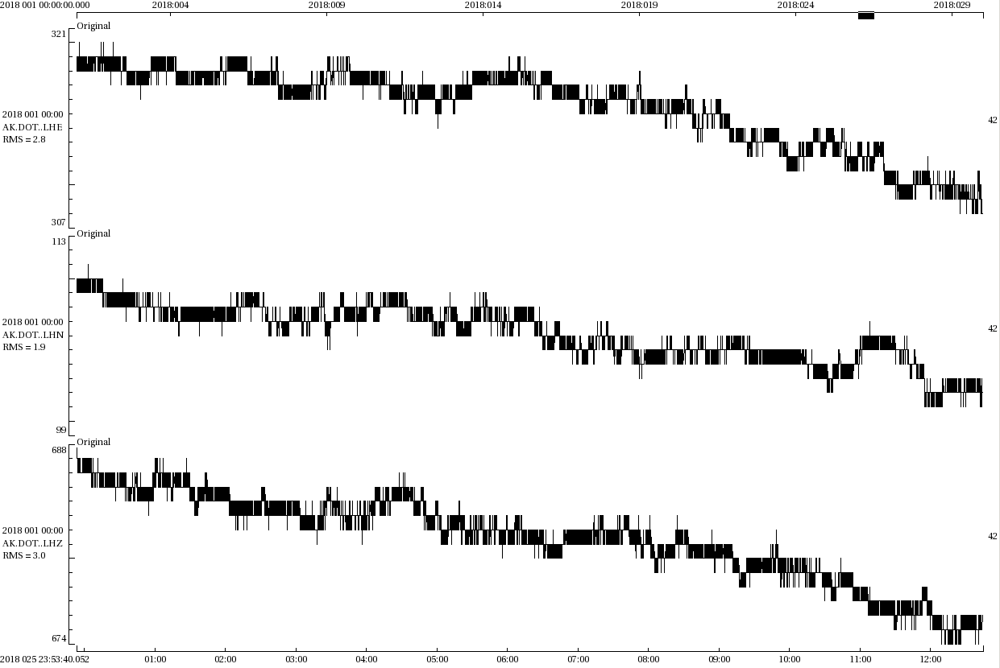 2018 001 00:00:00.000 2018:004 2018:009 2018:014 2018:019 2018:024 2018:029
Original
321
2018 001 00:00
AK.DOT..LHE
RMS = 2.8
42
307
Original
113
2018 001 00:00
AK.DOT..LHN
RMS = 1.9
42
99
Original
688
2018 001 00:00
AK.DOT..LHZ
RMS = 3.0
42
674
2018 025 23:53:40.052 01:00 02:00 03:00 04:00 05:00 06:00 07:00 08:00 09:00 10:00 11:00 12:00